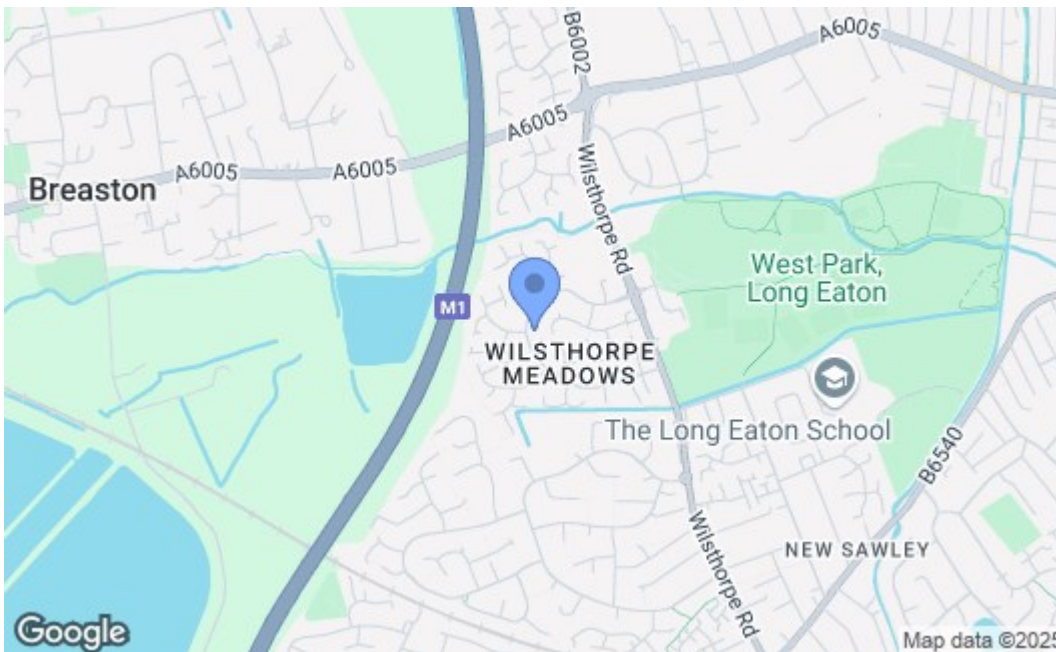 B6002
A6005
A6005
A6005
A6005
Breaston
Wilsthorpe Rd
West Park,
Long Eaton
M1
WILSTHORPE
MEADOWS
The Long Eaton School
B6540
Wilsthorpe Rd
NEW SAWLEY
Google
Map data ©2025